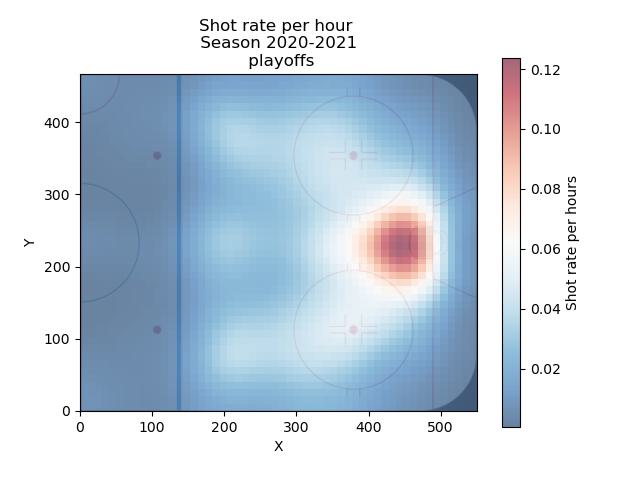 Shot rate per hour
Season 2020-2021
playoffs
Y
400
300
200
100
0
0 100 200 300 400 500
X
0.12
0.10
0.08
0.06
0.04
0.02
Shot rate per hours